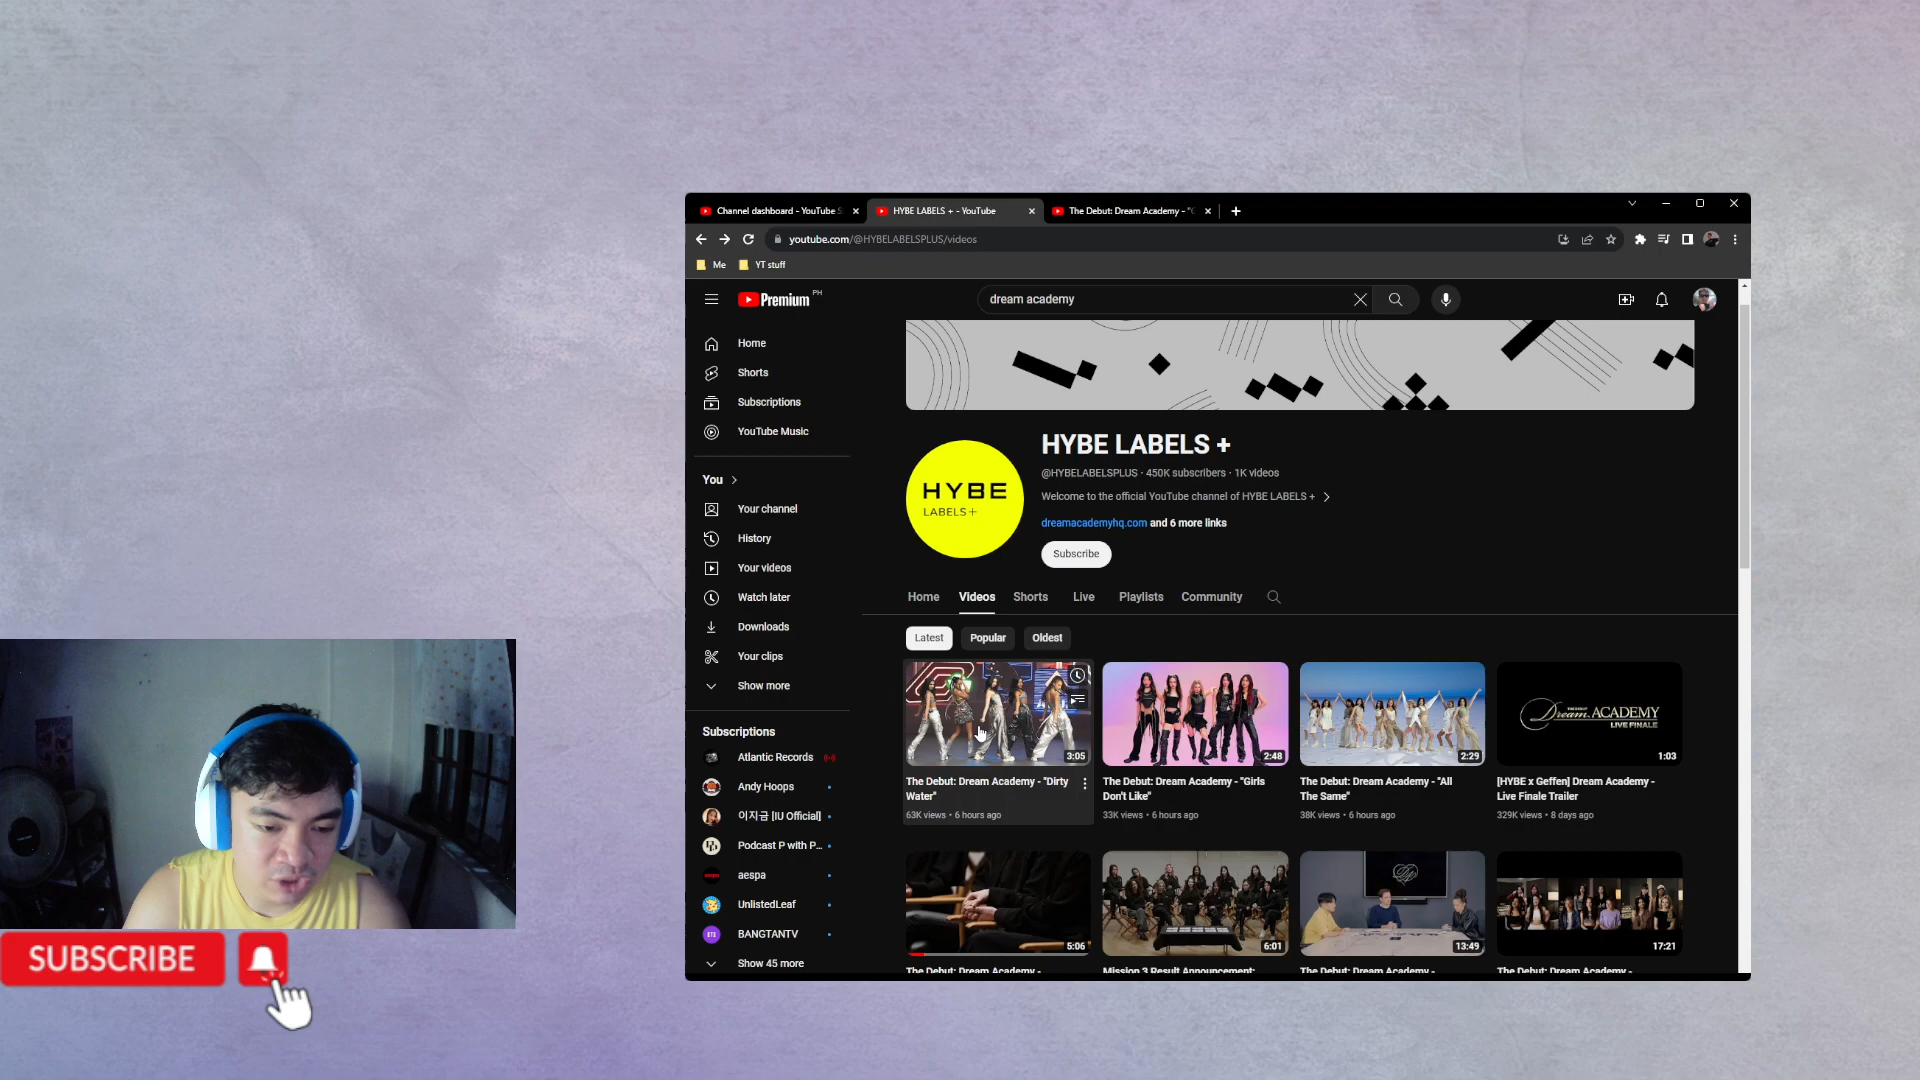 Channel dashboard - YouTube S
HYBE LABELS + - YouTube
The Debut: Dream Academy - "G
youtube.com/@HYBELABELSPLUS/videos
Me
YT stuff
Premium PH
dream academy
Home
Shorts
Subscriptions
YouTube Music
You
Your channel
History
Your videos
Watch later
Downloads
Your clips
Show more
Subscriptions
Atlantic Records
Andy Hoops
이지금 [IU Official]
Podcast P with P...
aespa
UnlistedLeaf
BANGTANTV
Show 45 more
HYBE
LABELS+
HYBE LABELS +
@HYBELABELSPLUS · 450K subscribers · 1K videos
Welcome to the official YouTube channel of HYBE LABELS +
dreamacademyhq.com and 6 more links
Subscribe
Home Videos Shorts Live Playlists Community
Latest Popular Oldest
3:05
The Debut: Dream Academy - "Dirty
Water"
63K views • 6 hours ago
2:48
The Debut: Dream Academy - "Girls
Don't Like"
33K views • 6 hours ago
2:29
The Debut: Dream Academy - "All
The Same"
38K views • 6 hours ago
Dream ACADEMY
LIVE FINALE
1:03
[HYBE x Geffen] Dream Academy -
Live Finale Trailer
329K views • 8 days ago
5:06
The Debut: Dream Academy -
6:01
Mission 3 Result Announcement:
13:49
The Debut: Dream Academy -
17:21
The Debut: Dream Academy -
SUBSCRIBE